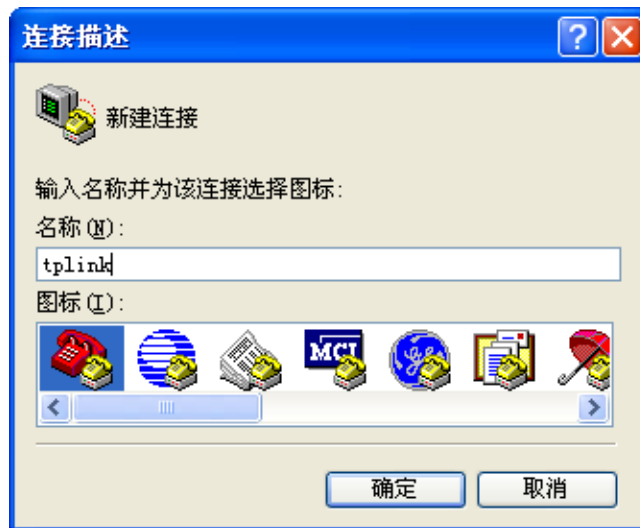 连接描述
新建连接
输入名称并为该连接选择图标:
名称(N):
tplink
图标(I):
MCI
确定 取消